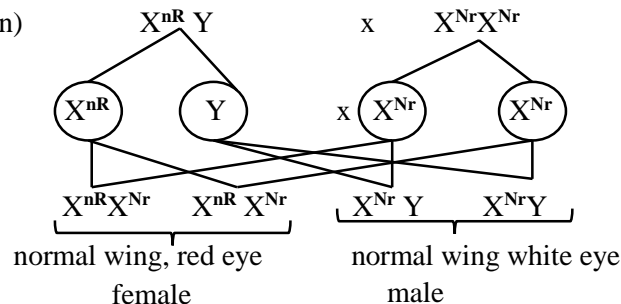 n) X^nR Y x X^Nr X^Nr
X^nR Y x X^Nr X^Nr
X^nR X^Nr X^nR X^Nr X^Nr Y X^Nr Y
normal wing, red eye normal wing white eye
female male